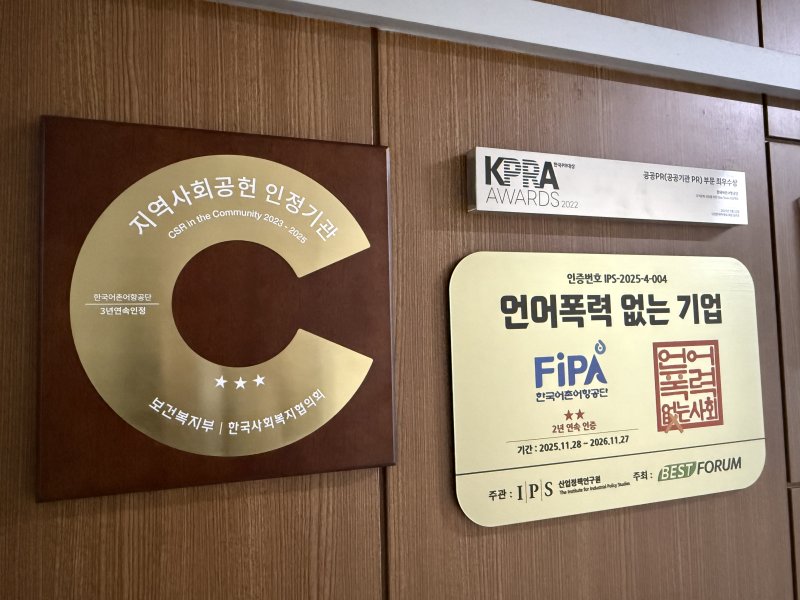 지역사회공헌 인정기관
CSR in the Community 2023 - 2025
한국어촌어항공단
3년연속인정
★★★
보건복지부 | 한국사회복지협의회
KPRA 한국PR대상
AWARDS 2022
공공PR(공공기관 PR) 부문 최우수상
인증번호 IPS-2025-4-004
언어폭력 없는 기업
FiPA
한국어촌어항공단
★★
2년 연속 인증
기간 : 2025.11.28 ~ 2026.11.27
언어
폭력
없는사회
주관 : I|P|S 산업정책연구원
The Institute for Industrial Policy Studies
주최 : BEST FORUM